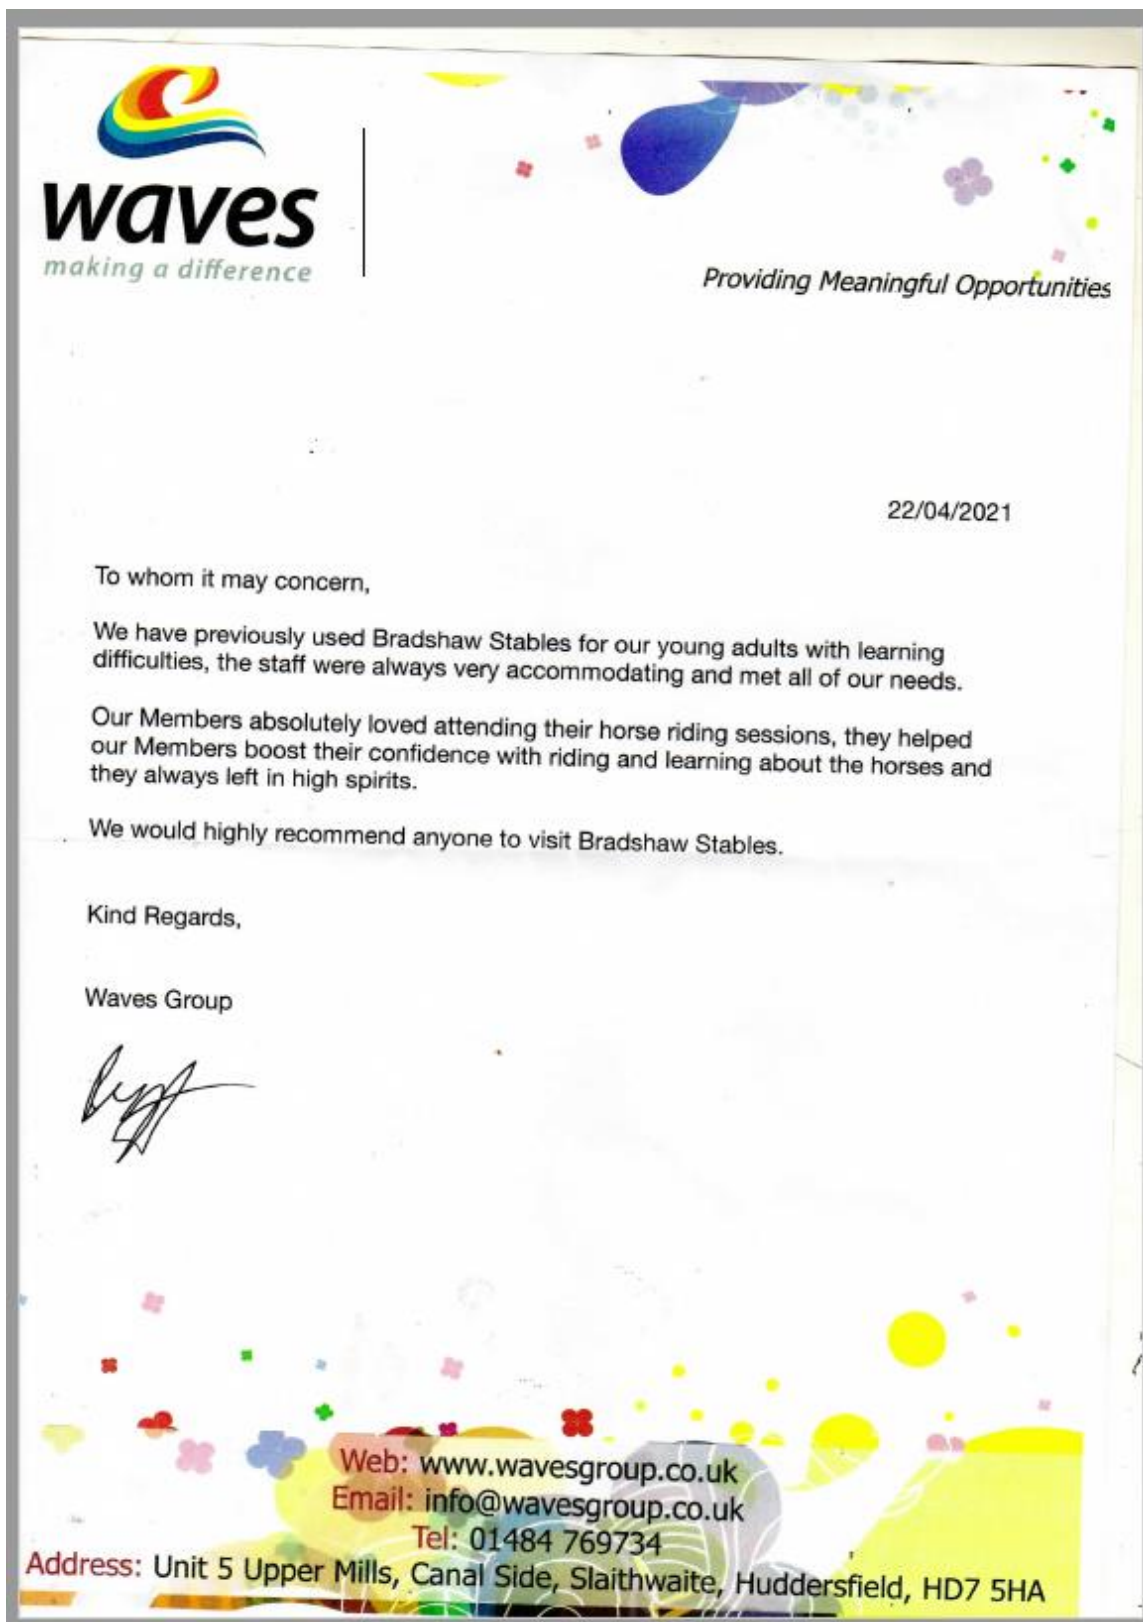 waves
making a difference
Providing Meaningful Opportunities
22/04/2021
To whom it may concern,
We have previously used Bradshaw Stables for our young adults with learning
difficulties, the staff were always very accommodating and met all of our needs.
Our Members absolutely loved attending their horse riding sessions, they helped
our Members boost their confidence with riding and learning about the horses and
they always left in high spirits.
We would highly recommend anyone to visit Bradshaw Stables.
Kind Regards,
Waves Group
Web: www.wavesgroup.co.uk
Email: info@wavesgroup.co.uk
Tel: 01484 769734
Address: Unit 5 Upper Mills, Canal Side, Slaithwaite, Huddersfield, HD7 5HA